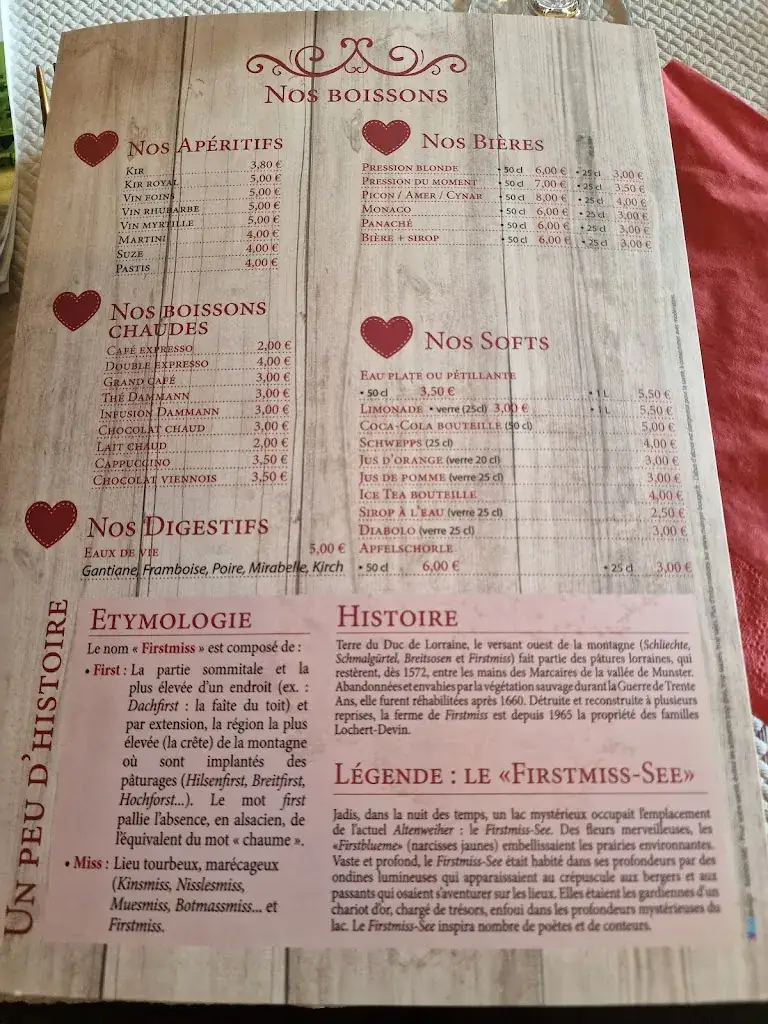 Nos boissons
Nos Apéritifs
Kir 3,80 €
Kir royal 5,00 €
Vin foins 5,00 €
Vin rhubarbe 5,00 €
Vin myrtille 5,00 €
Martini 4,00 €
Suze 4,00 €
Pastis 4,00 €
Nos Bières
Pression blonde • 50 cl 6,00 € • 25 cl 3,00 €
Pression du moment • 50 cl 7,00 € • 25 cl 3,50 €
Picon / Amer / Cynar • 50 cl 8,00 € • 25 cl 4,00 €
Monaco • 50 cl 6,00 € • 25 cl 3,00 €
Panaché • 50 cl 6,00 € • 25 cl 3,00 €
Bière + sirop • 50 cl 6,00 € • 25 cl 3,00 €
Nos boissons
chaudes
Café expresso 2,00 €
Double expresso 4,00 €
Grand café 3,00 €
Thé Dammann 3,00 €
Infusion Dammann 3,00 €
Chocolat chaud 3,00 €
Lait chaud 2,00 €
Cappuccino 3,50 €
Chocolat viennois 3,50 €
Nos Softs
Eau plate ou pétillante
• 50 cl 3,50 € • 1 L 5,50 €
Limonade • verre (25cl) 3,00 € • 1 L 5,50 €
Coca-Cola bouteille (50 cl) 5,00 €
Schwepps (25 cl) 4,00 €
Jus d'orange (verre 20 cl) 3,00 €
Jus de pomme (verre 25 cl) 3,00 €
Ice Tea bouteille 4,00 €
Sirop à l'eau (verre 25 cl) 2,50 €
Diabolo (verre 25 cl) 3,00 €
Apfelschorle
• 50 cl 6,00 € • 25 cl 3,00 €
Nos Digestifs
Eaux de vie 5,00 €
Gantiane, Framboise, Poire, Mirabelle, Kirch
Un peu d'histoire
Etymologie
Le nom « Firstmiss » est composé de :
• First : La partie sommitale et la
plus élevée d'un endroit (ex. :
Dachfirst : la faîte du toit) et
par extension, la région la plus
élevée (la crête) de la montagne
où sont implantés des
pâturages (Hilsenfirst, Breitfirst,
Hochforst...). Le mot first
pallie l'absence, en alsacien, de
l'équivalent du mot « chaume ».
• Miss : Lieu tourbeux, marécageux
(Kinsmiss, Nisslesmiss,
Muesmiss, Botmassmiss... et
Firstmiss.
Histoire
Terre du Duc de Lorraine, le versant ouest de la montagne (Schliechte,
Schmalgürtel, Breitsosen et Firstmiss) fait partie des pâtures lorraines, qui
restèrent, dès 1572, entre les mains des Marcaires de la vallée de Munster.
Abandonnées et envahies par la végétation sauvage durant la Guerre de Trente
Ans, elle furent réhabilitées après 1660. Détruite et reconstruite à plusieurs
reprises, la ferme de Firstmiss est depuis 1965 la propriété des familles
Lochert-Devin.
Légende : le «Firstmiss-See»
Jadis, dans la nuit des temps, un lac mystérieux occupait l'emplacement
de l'actuel Altenweiher : le Firstmiss-See. Des fleurs merveilleuses, les
«Firstblueme» (narcisses jaunes) embellissaient les prairies environnantes.
Vaste et profond, le Firstmiss-See était habité dans ses profondeurs par des
ondines lumineuses qui apparaissaient au crépuscule aux bergers et aux
passants qui osaient s'aventurer sur les lieux. Elles étaient les gardiennes d'un
chariot d'or, chargé de trésors, enfoui dans les profondeurs mystérieuses du
lac. Le Firstmiss-See inspira nombre de poètes et de conteurs.